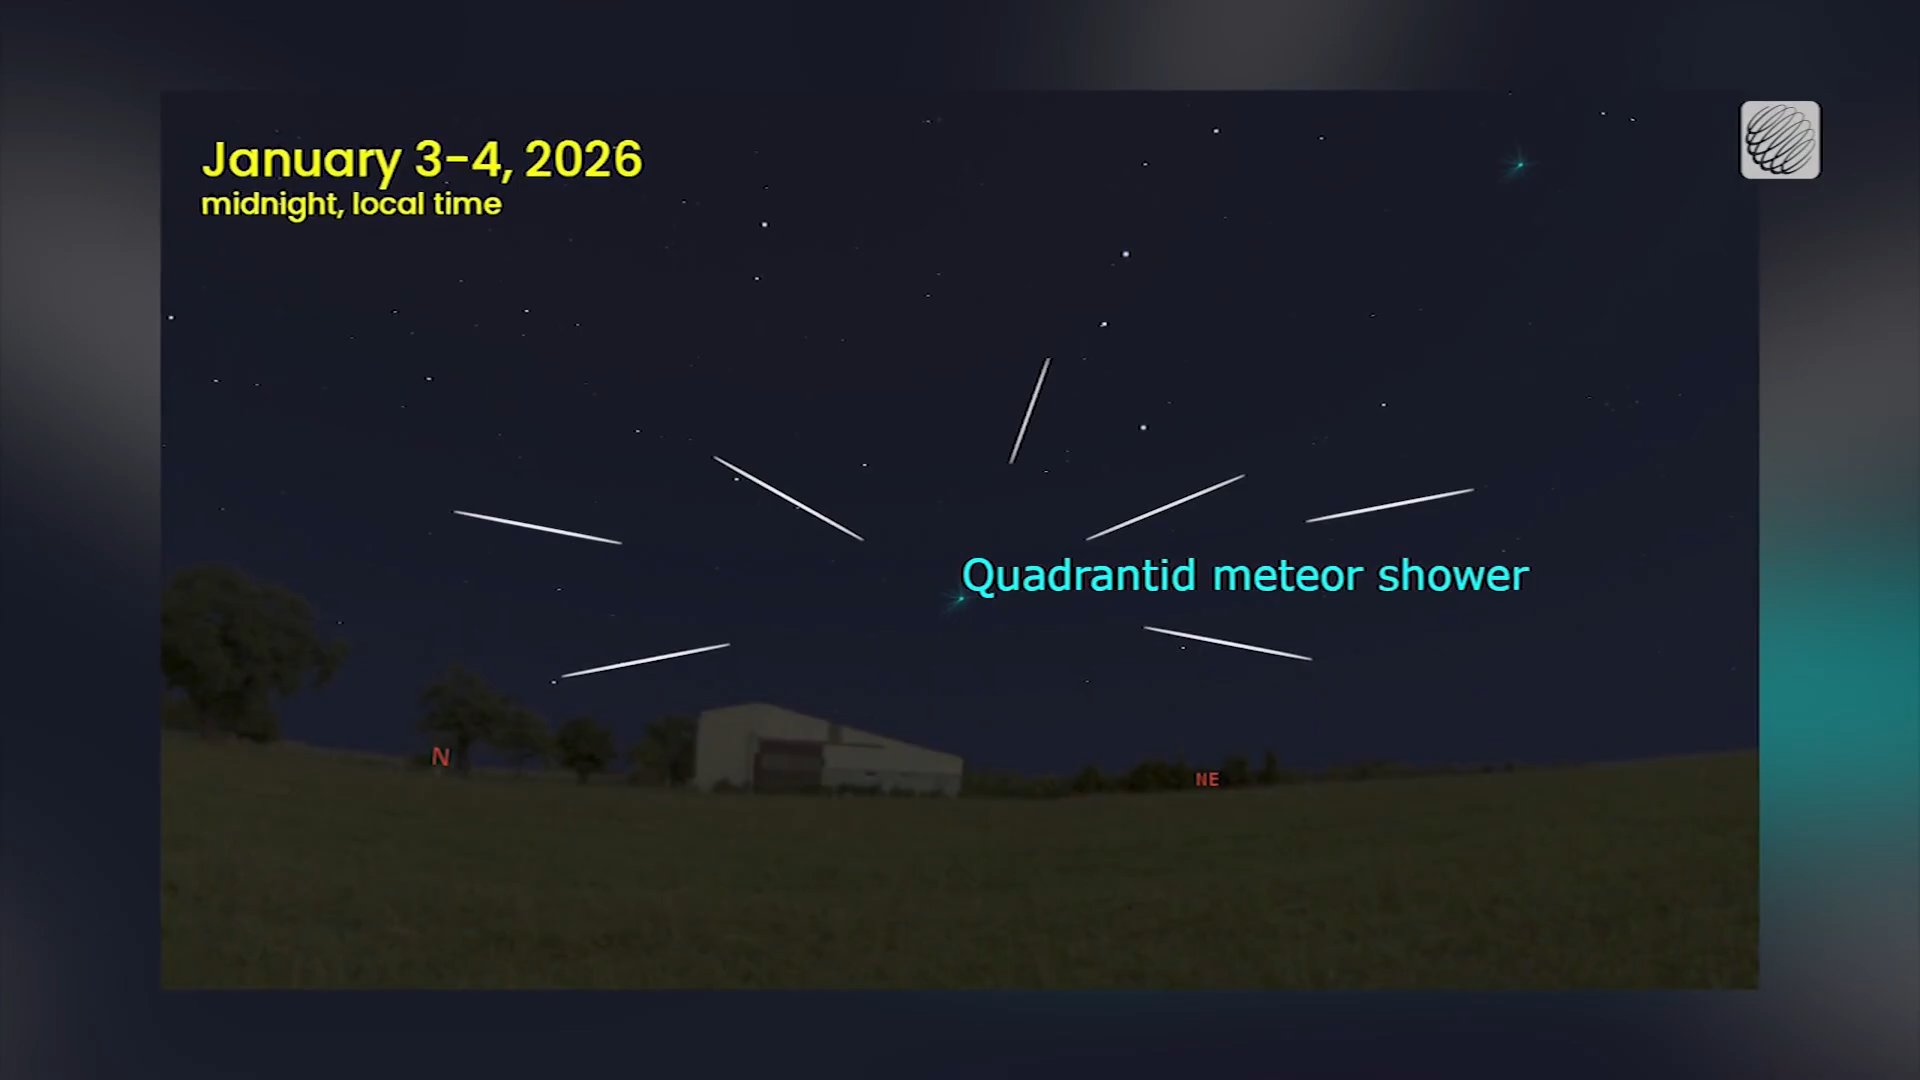 January 3-4, 2026
midnight, local time
Quadrantid meteor shower
N
NE